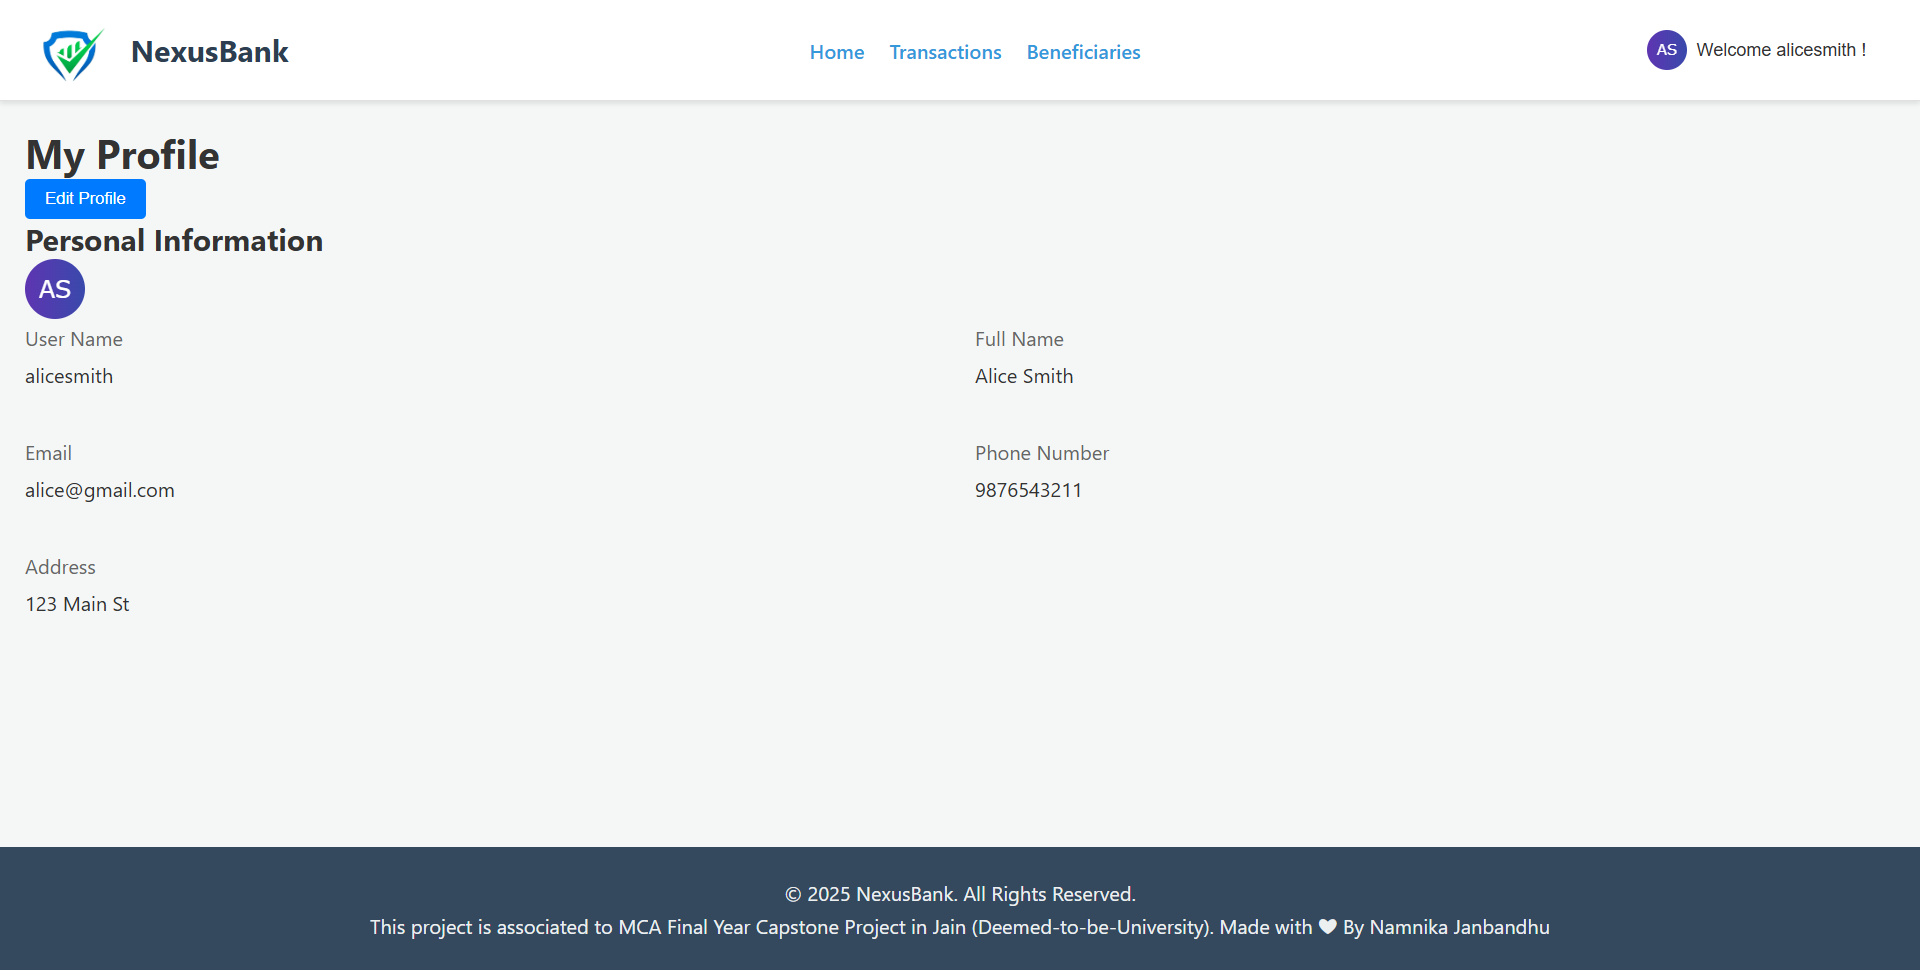 NexusBank
Home Transactions Beneficiaries
AS Welcome alicesmith !
My Profile
Edit Profile
Personal Information
AS
User Name
alicesmith
Full Name
Alice Smith
Email
alice@gmail.com
Phone Number
9876543211
Address
123 Main St
© 2025 NexusBank. All Rights Reserved.
This project is associated to MCA Final Year Capstone Project in Jain (Deemed-to-be-University). Made with ♥ By Namnika Janbandhu